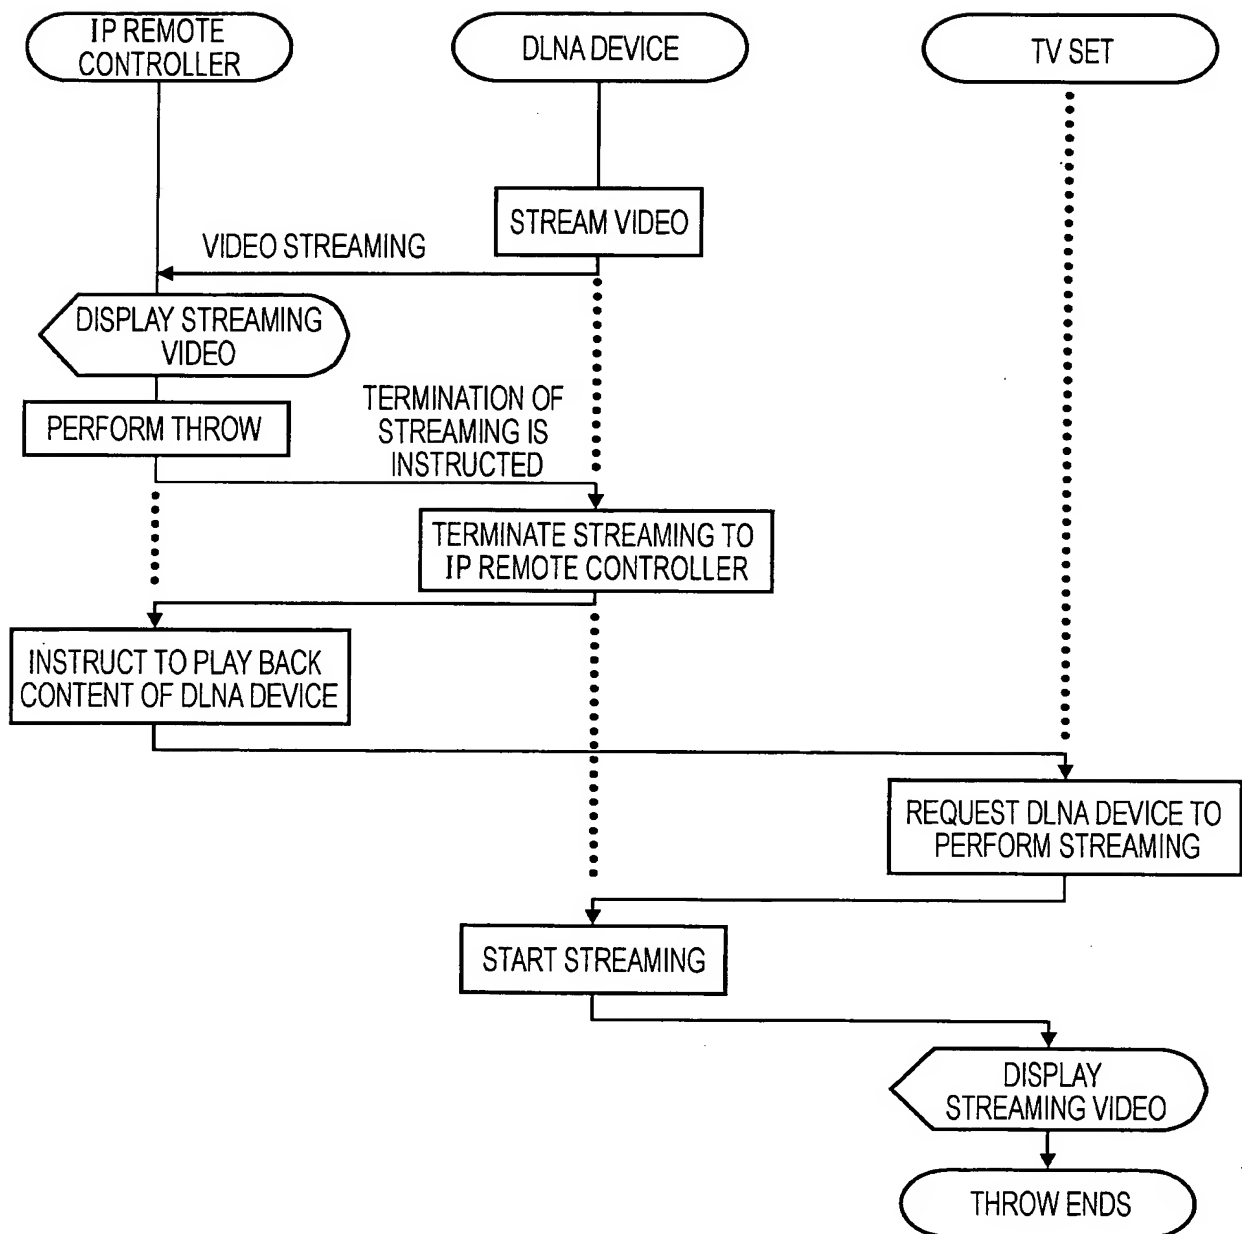 IP REMOTE
CONTROLLER
DLNA DEVICE
TV SET
STREAM VIDEO
VIDEO STREAMING
DISPLAY STREAMING
VIDEO
PERFORM THROW
TERMINATION OF
STREAMING IS
INSTRUCTED
TERMINATE STREAMING TO
IP REMOTE CONTROLLER
INSTRUCT TO PLAY BACK
CONTENT OF DLNA DEVICE
REQUEST DLNA DEVICE TO
PERFORM STREAMING
START STREAMING
DISPLAY
STREAMING VIDEO
THROW ENDS